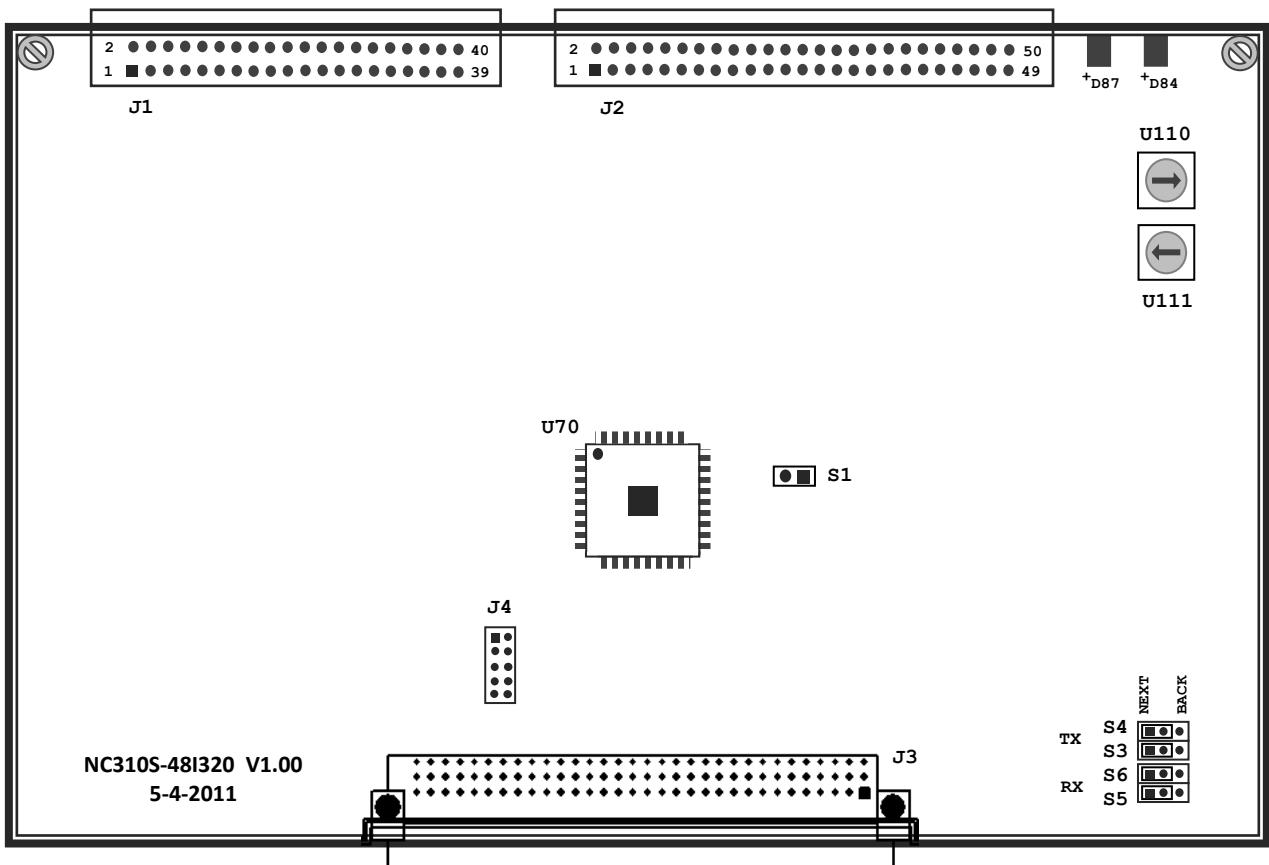 2 40
1 39
J1
2 50
1 49
J2
+D87 +D84
U110
U111
U70
S1
J4
NEXT BACK
TX S4
S3
RX S6
S5
J3
NC310S-48I320 V1.00
5-4-2011